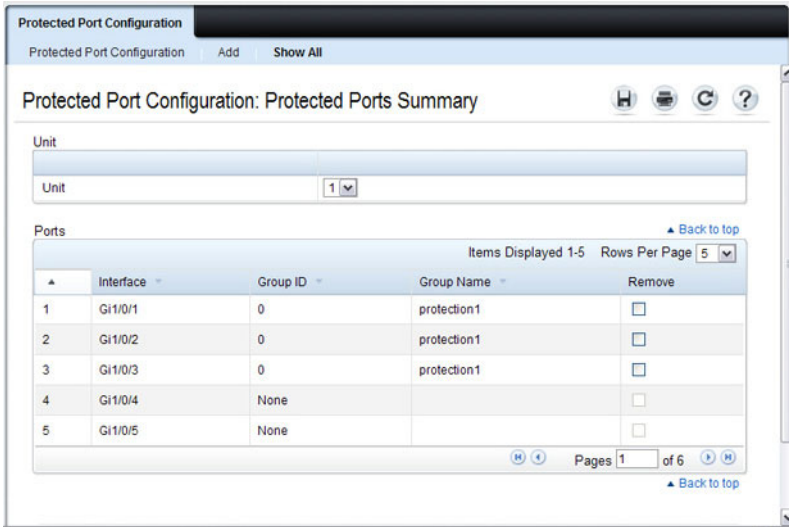 Protected Port Configuration
Protected Port Configuration Add Show All
Protected Port Configuration: Protected Ports Summary
Unit
Unit 1
Ports Back to top
Items Displayed 1-5 Rows Per Page 5
Interface Group ID Group Name Remove
1 Gi1/0/1 0 protection1
2 Gi1/0/2 0 protection1
3 Gi1/0/3 0 protection1
4 Gi1/0/4 None
5 Gi1/0/5 None
Pages 1 of 6
Back to top